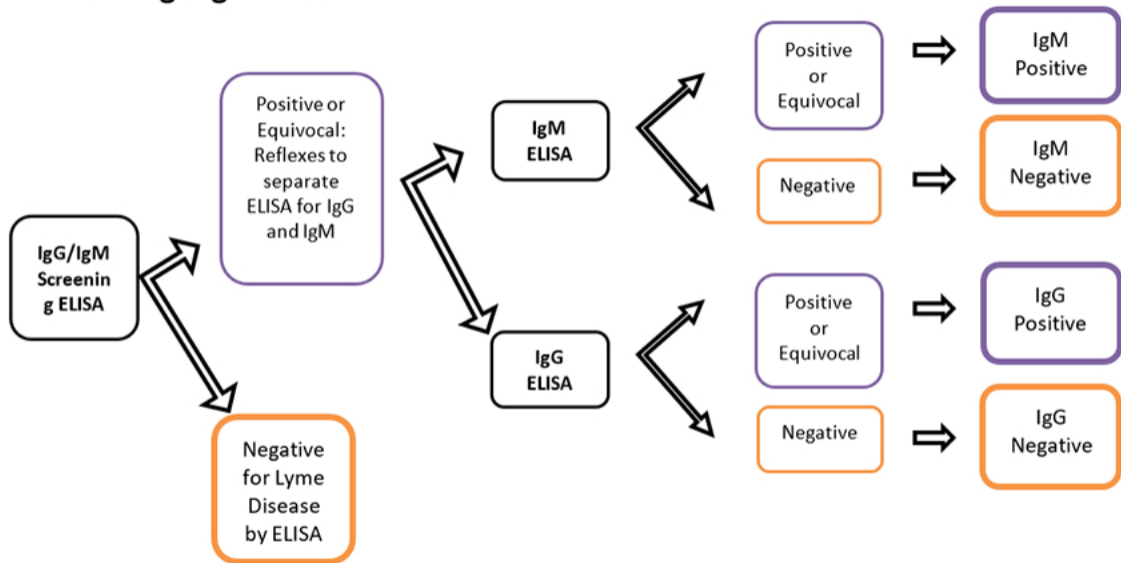 IgG/IgM
Screenin
g ELISA
Positive or
Equivocal:
Reflexes to
separate
ELISA for IgG
and IgM
Negative
for Lyme
Disease
by ELISA
IgM
ELISA
IgG
ELISA
Positive
or
Equivocal
IgM
Positive
Negative
IgM
Negative
Positive
or
Equivocal
IgG
Positive
Negative
IgG
Negative